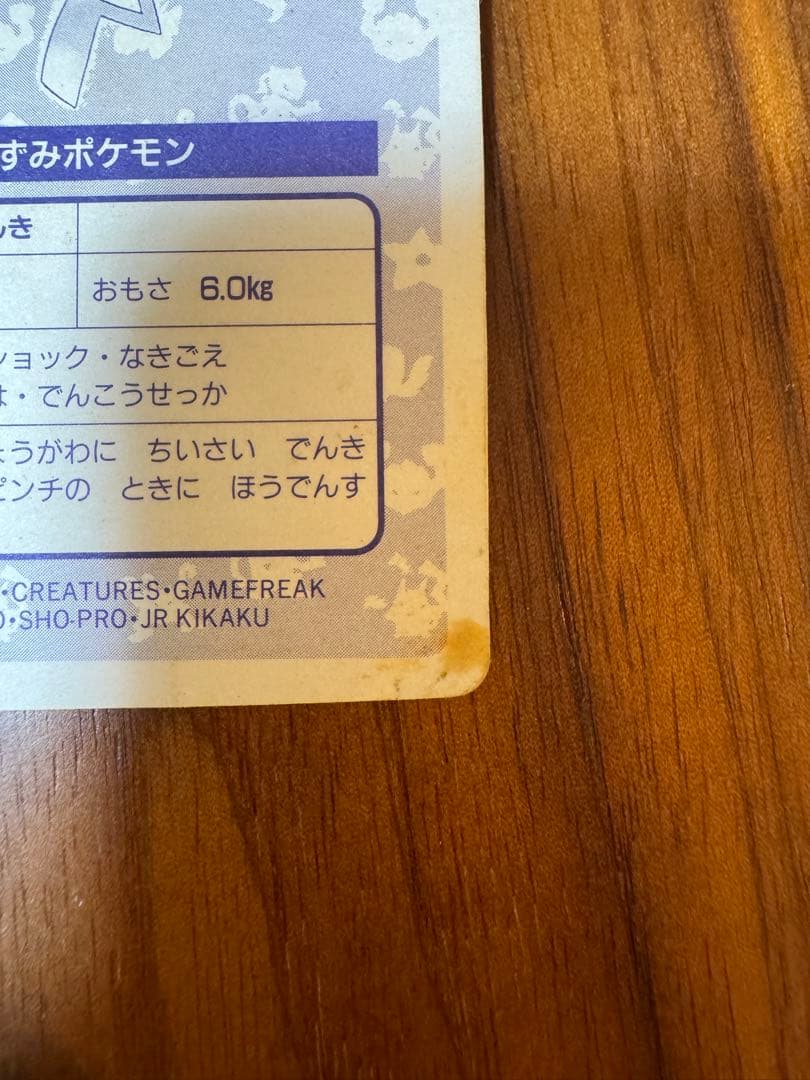 ずみポケモン
き
おもさ 6.0kg
ョック・なきごえ
・でんこうせっか
ょうがわに ちいさい でんき
ピンチの ときに ほうでんす
・CREATURES・GAMEFREAK
・SHO-PRO・JR KIKAKU